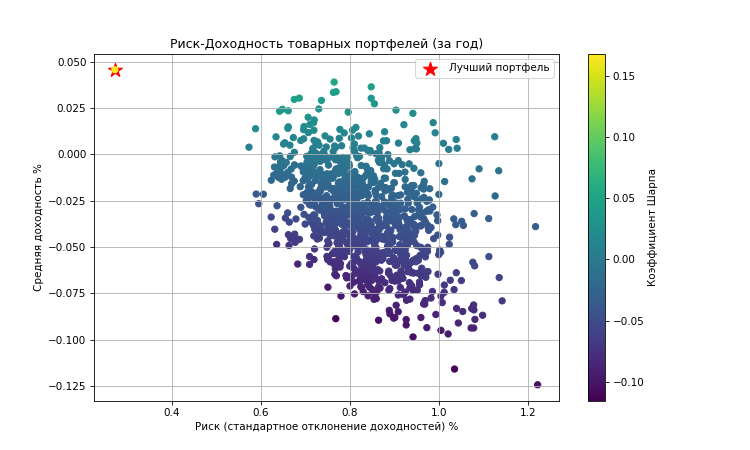 Риск-Доходность товарных портфелей (за год)
Лучший портфель
0.050
0.025
0.000
−0.025
−0.050
−0.075
−0.100
−0.125
Средняя доходность %
0.4 0.6 0.8 1.0 1.2
Риск (стандартное отклонение доходностей) %
0.15
0.10
0.05
0.00
−0.05
−0.10
Коэффициент Шарпа